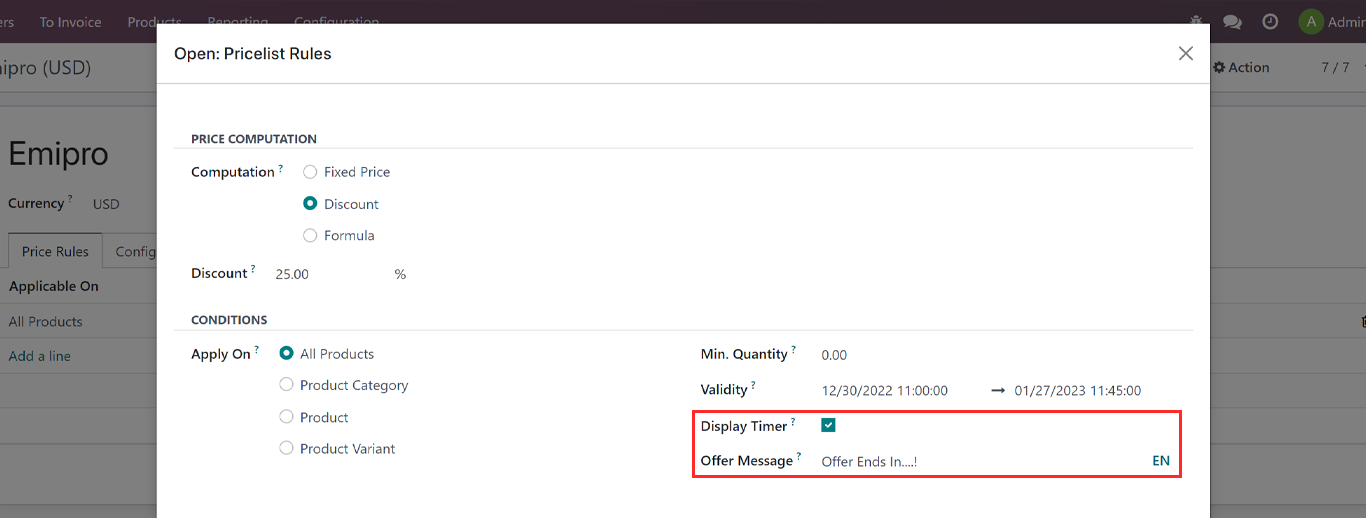 ers To Invoice Products Reporting Configuration A Admin
nipro (USD)
Open: Pricelist Rules
Action 7 / 7
PRICE COMPUTATION
Emipro
Computation ? Fixed Price
Currency ? USD
Discount
Formula
Price Rules Config
Discount ? 25.00 %
Applicable On
All Products
CONDITIONS
Add a line
Apply On ? All Products
Product Category
Product
Product Variant
Min. Quantity ? 0.00
Validity ? 12/30/2022 11:00:00 → 01/27/2023 11:45:00
Display Timer ?
Offer Message ? Offer Ends In....! EN